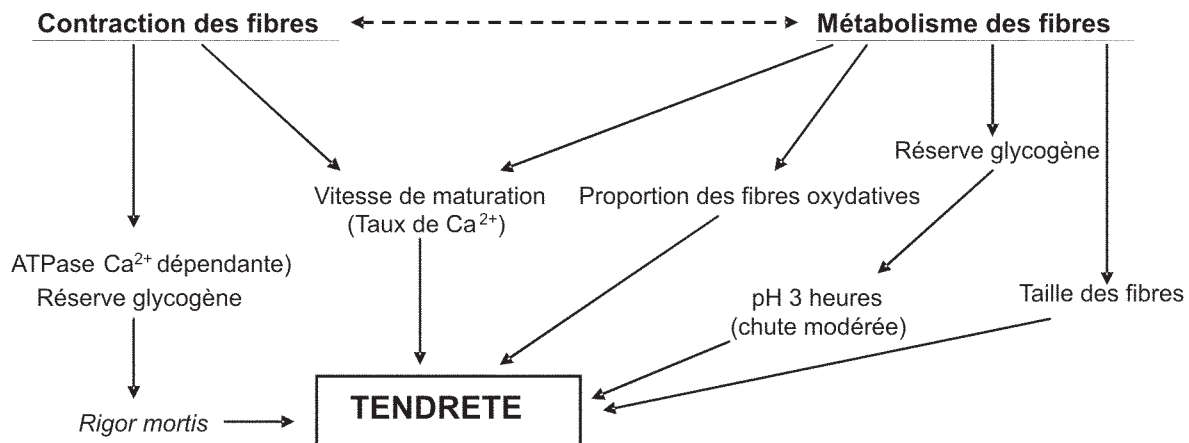 Contraction des fibres
Métabolisme des fibres
Réserve glycogène
Vitesse de maturation
(Taux de Ca²⁺)
Proportion des fibres oxydatives
ATPase Ca²⁺ dépendante)
Réserve glycogène
pH 3 heures
(chute modérée)
Taille des fibres
Rigor mortis
TENDRETE